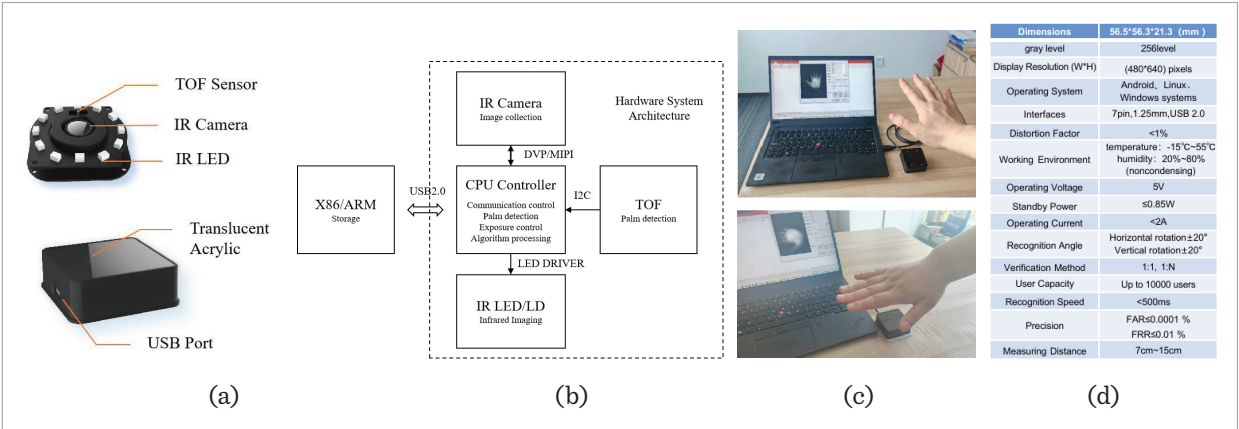 TOF Sensor
IR Camera
IR LED
Translucent
Acrylic
USB Port
(a)
Hardware System
Architecture
IR Camera
Image collection
DVP/MIPI
X86/ARM
Storage
USB2.0
CPU Controller
Communication control
Palm detection
Exposure control
Algorithm processing
I2C
TOF
Palm detection
LED DRIVER
IR LED/LD
Infrared Imaging
(b)
(c)
Dimensions 56.5*56.3*21.3（mm）
gray level 256level
Display Resolution (W*H) (480*640) pixels
Operating System Android、Linux、
Windows systems
Interfaces 7pin,1.25mm,USB 2.0
Distortion Factor <1%
Working Environment temperature：-15℃~55℃
humidity：20%~80%
(noncondensing)
Operating Voltage 5V
Standby Power ≤0.85W
Operating Current <2A
Recognition Angle Horizontal rotation±20°
Vertical rotation±20°
Verification Method 1:1, 1:N
User Capacity Up to 10000 users
Recognition Speed <500ms
Precision FAR≤0.0001 %
FRR≤0.01 %
Measuring Distance 7cm~15cm
(d)